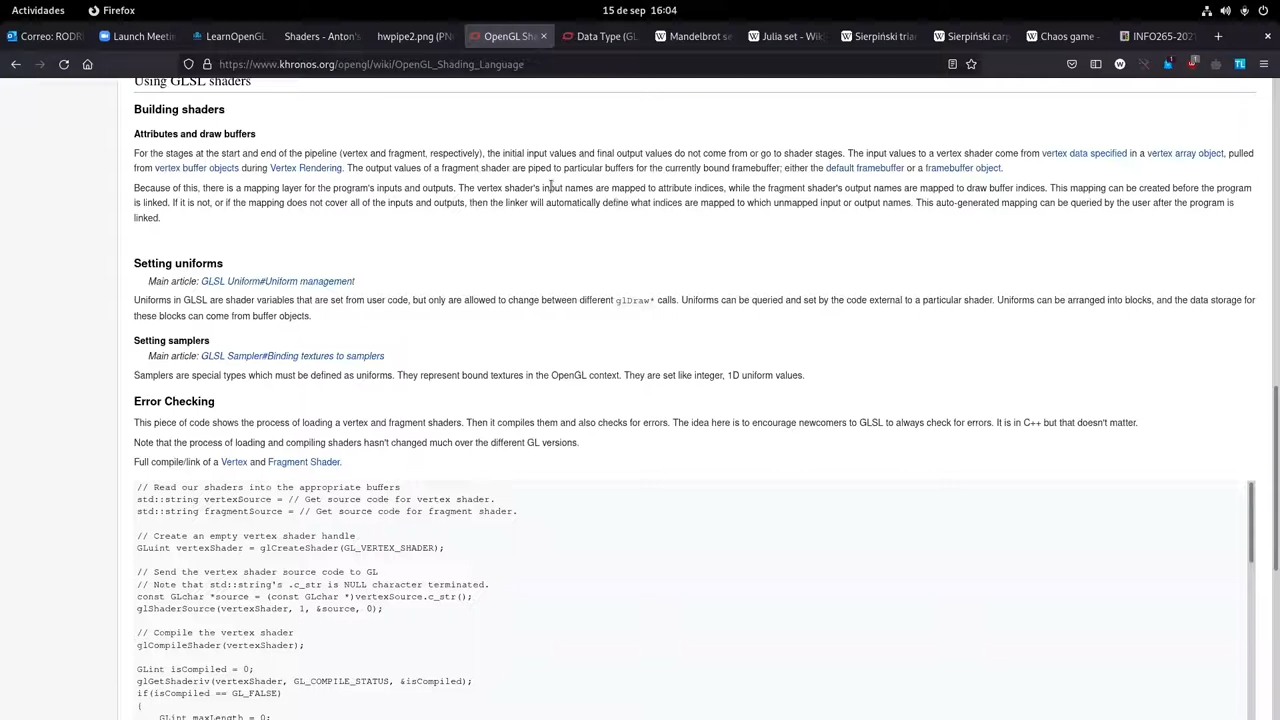 Actividades Firefox 15 de sep 16:04
Correo: RODRI Launch Meeti LearnOpenGL Shaders - Anton's hwpipe2.png (PN OpenGL Sha × Data Type (GL Mandelbrot se Julia set - Wiki Sierpiński trian Sierpiński carp Chaos game - INFO265-202
https://www.khronos.org/opengl/wiki/OpenGL_Shading_Language
Using GLSL shaders
Building shaders
Attributes and draw buffers
For the stages at the start and end of the pipeline (vertex and fragment, respectively), the initial input values and final output values do not come from or go to shader stages. The input values to a vertex shader come from vertex data specified in a vertex array object, pulled
from vertex buffer objects during Vertex Rendering. The output values of a fragment shader are piped to particular buffers for the currently bound framebuffer; either the default framebuffer or a framebuffer object.
Because of this, there is a mapping layer for the program's inputs and outputs. The vertex shader's input names are mapped to attribute indices, while the fragment shader's output names are mapped to draw buffer indices. This mapping can be created before the program
is linked. If it is not, or if the mapping does not cover all of the inputs and outputs, then the linker will automatically define what indices are mapped to which unmapped input or output names. This auto-generated mapping can be queried by the user after the program is
linked.
Setting uniforms
Main article: GLSL Uniform#Uniform management
Uniforms in GLSL are shader variables that are set from user code, but only are allowed to change between different glDraw* calls. Uniforms can be queried and set by the code external to a particular shader. Uniforms can be arranged into blocks, and the data storage for
these blocks can come from buffer objects.
Setting samplers
Main article: GLSL Sampler#Binding textures to samplers
Samplers are special types which must be defined as uniforms. They represent bound textures in the OpenGL context. They are set like integer, 1D uniform values.
Error Checking
This piece of code shows the process of loading a vertex and fragment shaders. Then it compiles them and also checks for errors. The idea here is to encourage newcomers to GLSL to always check for errors. It is in C++ but that doesn't matter.
Note that the process of loading and compiling shaders hasn't changed much over the different GL versions.
Full compile/link of a Vertex and Fragment Shader.
// Read our shaders into the appropriate buffers
std::string vertexSource = // Get source code for vertex shader.
std::string fragmentSource = // Get source code for fragment shader.
// Create an empty vertex shader handle
GLuint vertexShader = glCreateShader(GL_VERTEX_SHADER);
// Send the vertex shader source code to GL
// Note that std::string's .c_str is NULL character terminated.
const GLchar *source = (const GLchar *)vertexSource.c_str();
glShaderSource(vertexShader, 1, &source, 0);
// Compile the vertex shader
glCompileShader(vertexShader);
GLint isCompiled = 0;
glGetShaderiv(vertexShader, GL_COMPILE_STATUS, &isCompiled);
if(isCompiled == GL_FALSE)
{
GLint maxLength = 0;